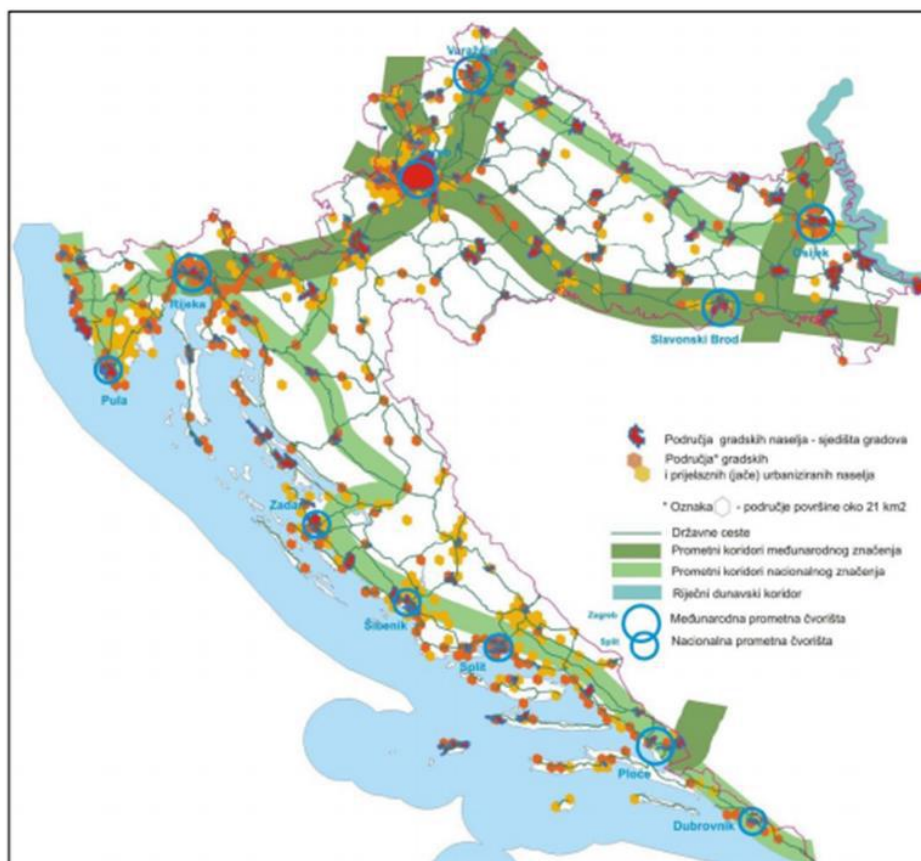 Varaždin
Osijek
Rijeka
Slavonski Brod
Pula
Područja gradskih naselja - sjedišta gradova
Područja* gradskih
i prijelaznih (jače) urbaniziranih naselja
* Oznaka - područje površine oko 21 km2
Zadar
Državne ceste
Prometni koridori međunarodnog značenja
Prometni koridori nacionalnog značenja
Riječni dunavski koridor
Zagreb
Međunarodna prometna čvorišta
Split
Nacionalna prometna čvorišta
Šibenik
Split
Ploče
Dubrovnik